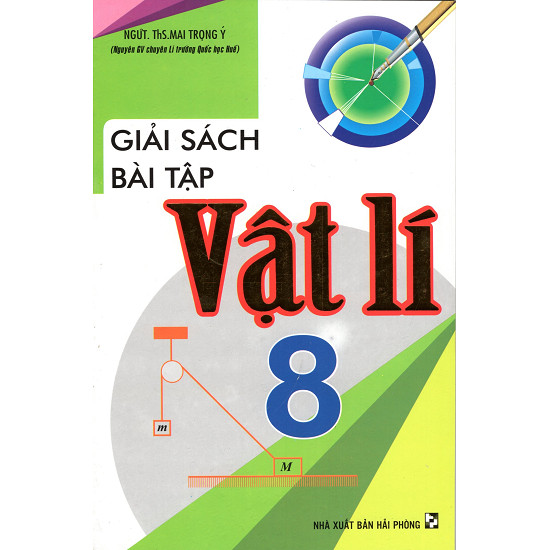 NGƯT. ThS.MAI TRỌNG Ý
(Nguyên GV chuyên Lí trường Quốc học Huế)
GIẢI SÁCH
BÀI TẬP
Vật lí
8
m
M
NHÀ XUẤT BẢN HẢI PHÒNG